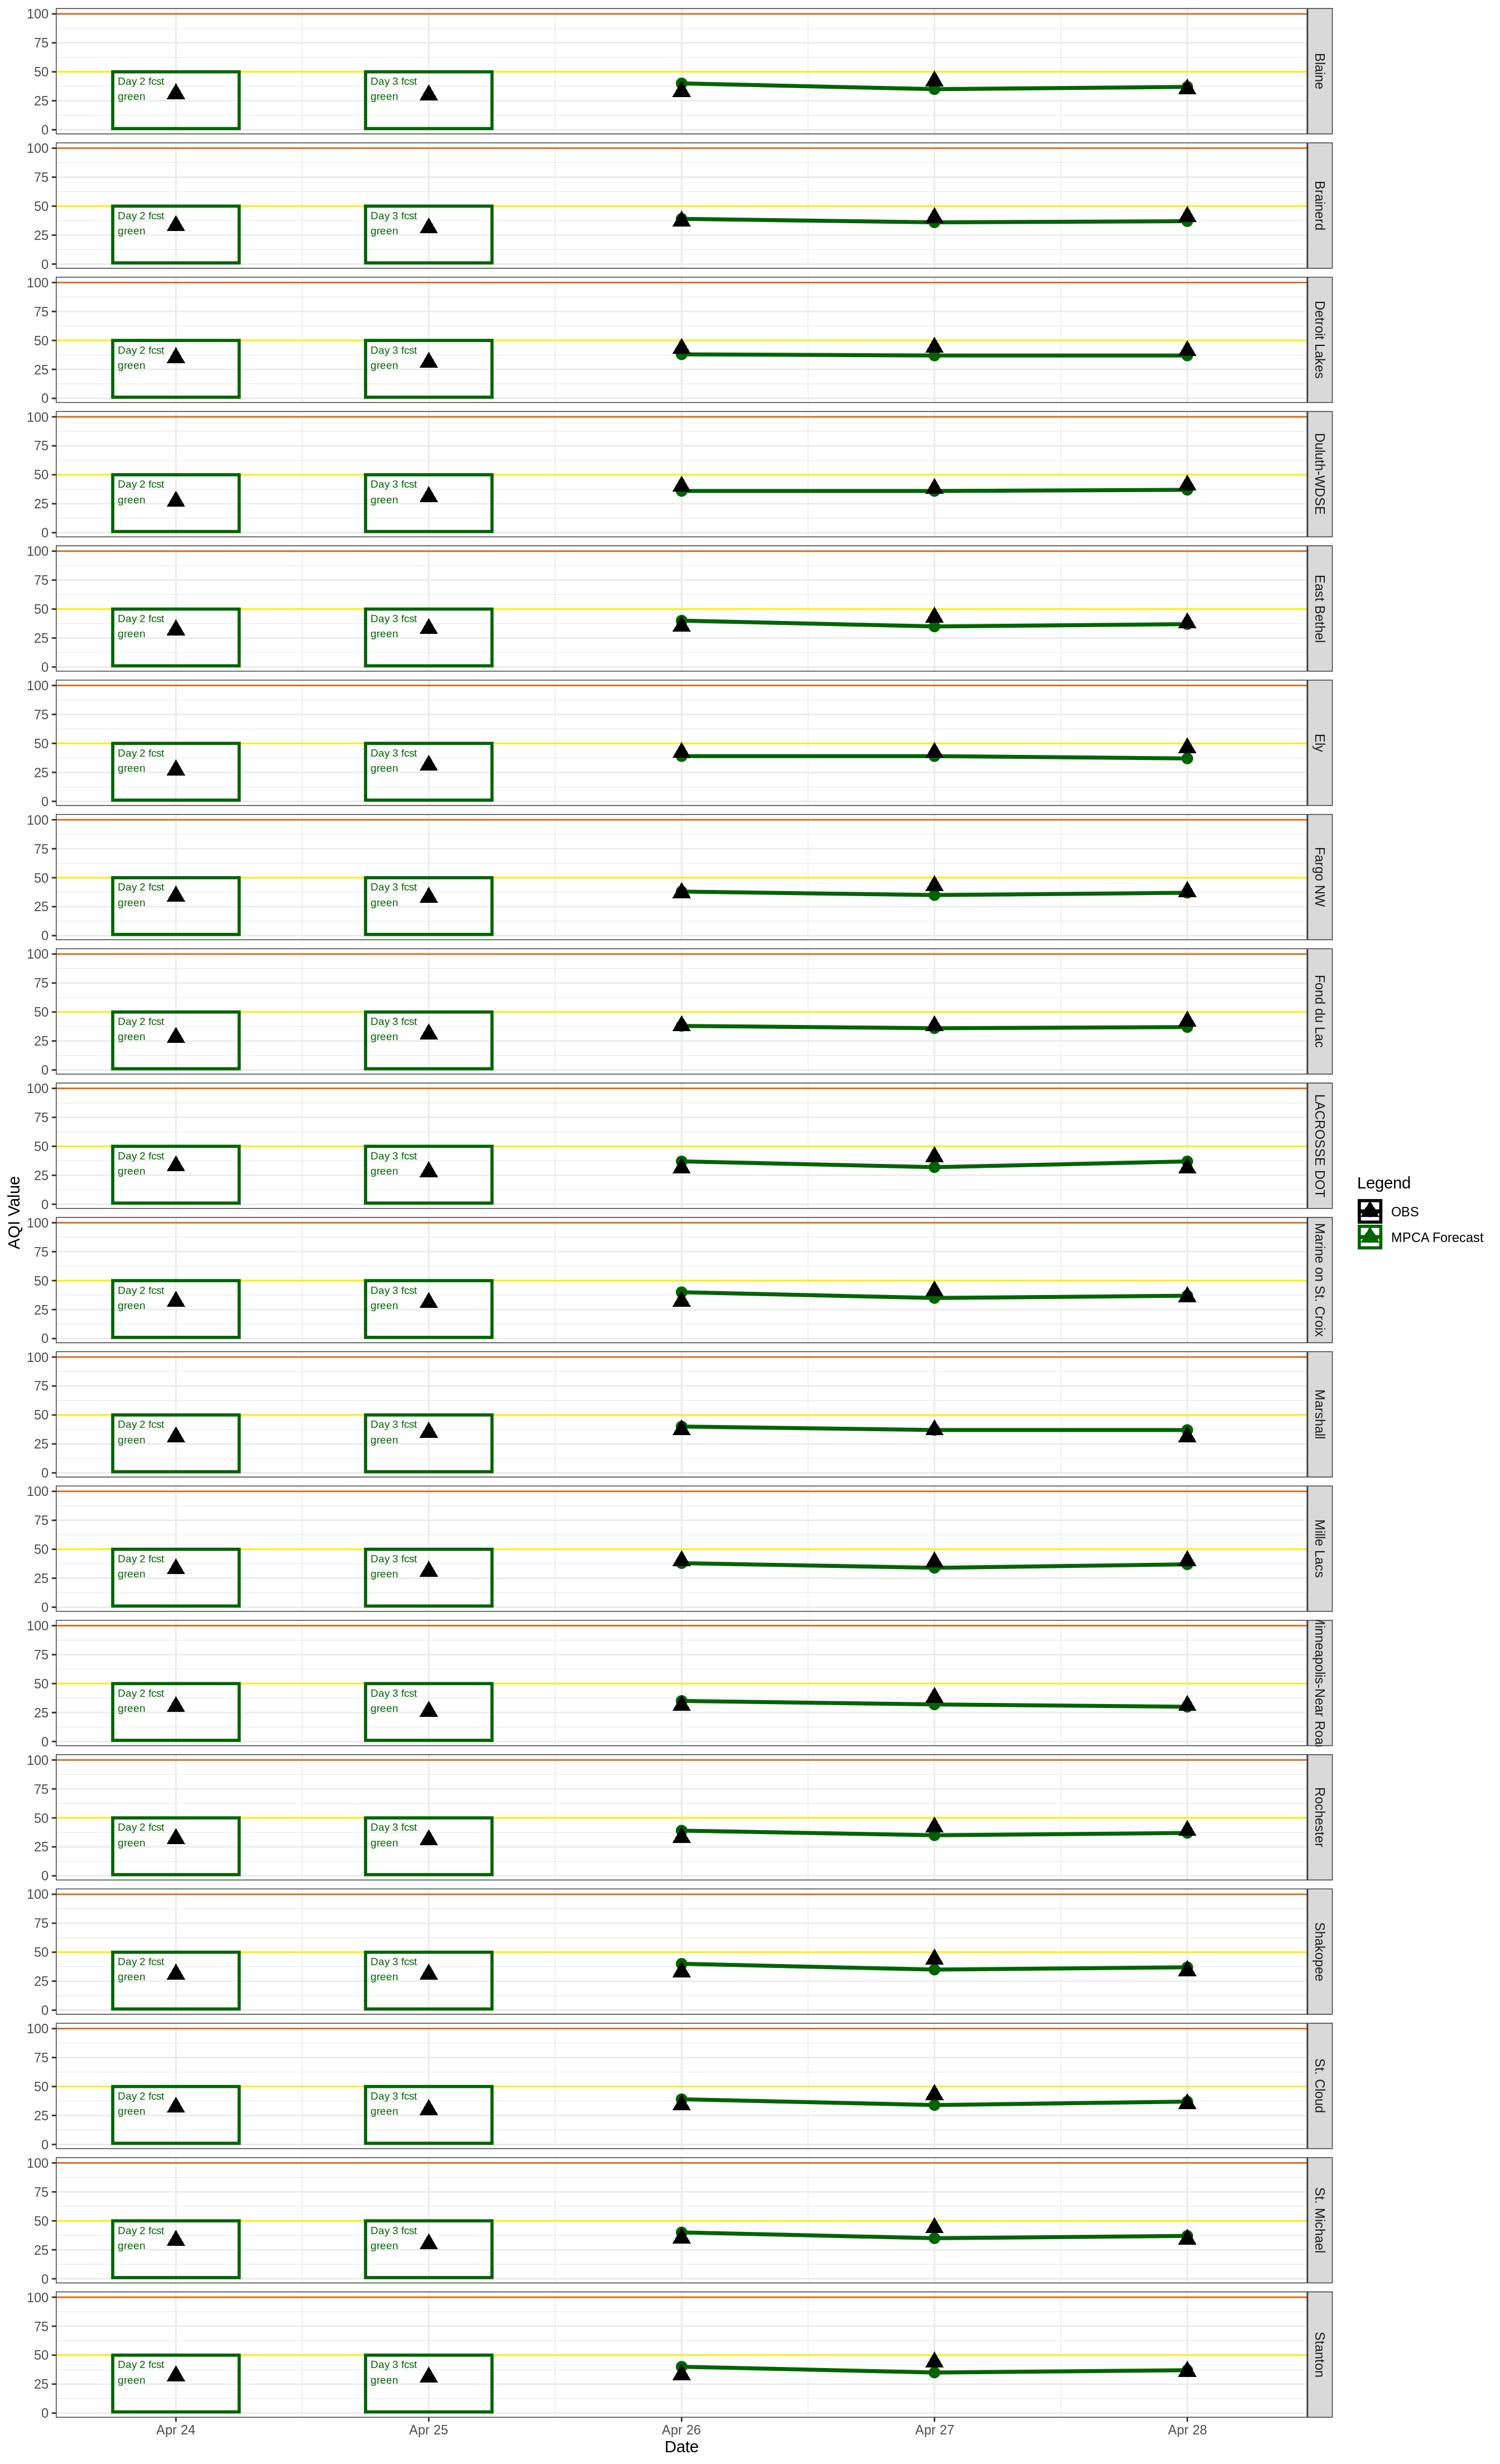 100
75
50
25
0
Day 2 fcst
green
Day 3 fcst
green
Blaine
100
75
50
25
0
Day 2 fcst
green
Day 3 fcst
green
Brainerd
100
75
50
25
0
Day 2 fcst
green
Day 3 fcst
green
Detroit Lakes
100
75
50
25
0
Day 2 fcst
green
Day 3 fcst
green
Duluth-WDSE
100
75
50
25
0
Day 2 fcst
green
Day 3 fcst
green
East Bethel
100
75
50
25
0
Day 2 fcst
green
Day 3 fcst
green
Ely
100
75
50
25
0
Day 2 fcst
green
Day 3 fcst
green
Fargo NW
100
75
50
25
0
Day 2 fcst
green
Day 3 fcst
green
Fond du Lac
100
75
50
25
0
Day 2 fcst
green
Day 3 fcst
green
LACROSSE DOT
100
75
50
25
0
Day 2 fcst
green
Day 3 fcst
green
Marine on St. Croix
100
75
50
25
0
Day 2 fcst
green
Day 3 fcst
green
Marshall
100
75
50
25
0
Day 2 fcst
green
Day 3 fcst
green
Mille Lacs
100
75
50
25
0
Day 2 fcst
green
Day 3 fcst
green
Minneapolis-Near Road
100
75
50
25
0
Day 2 fcst
green
Day 3 fcst
green
Rochester
100
75
50
25
0
Day 2 fcst
green
Day 3 fcst
green
Shakopee
100
75
50
25
0
Day 2 fcst
green
Day 3 fcst
green
St. Cloud
100
75
50
25
0
Day 2 fcst
green
Day 3 fcst
green
St. Michael
100
75
50
25
0
Day 2 fcst
green
Day 3 fcst
green
Stanton
Apr 24
Apr 25
Apr 26
Apr 27
Apr 28
Date
AQI Value
Legend
OBS
MPCA Forecast